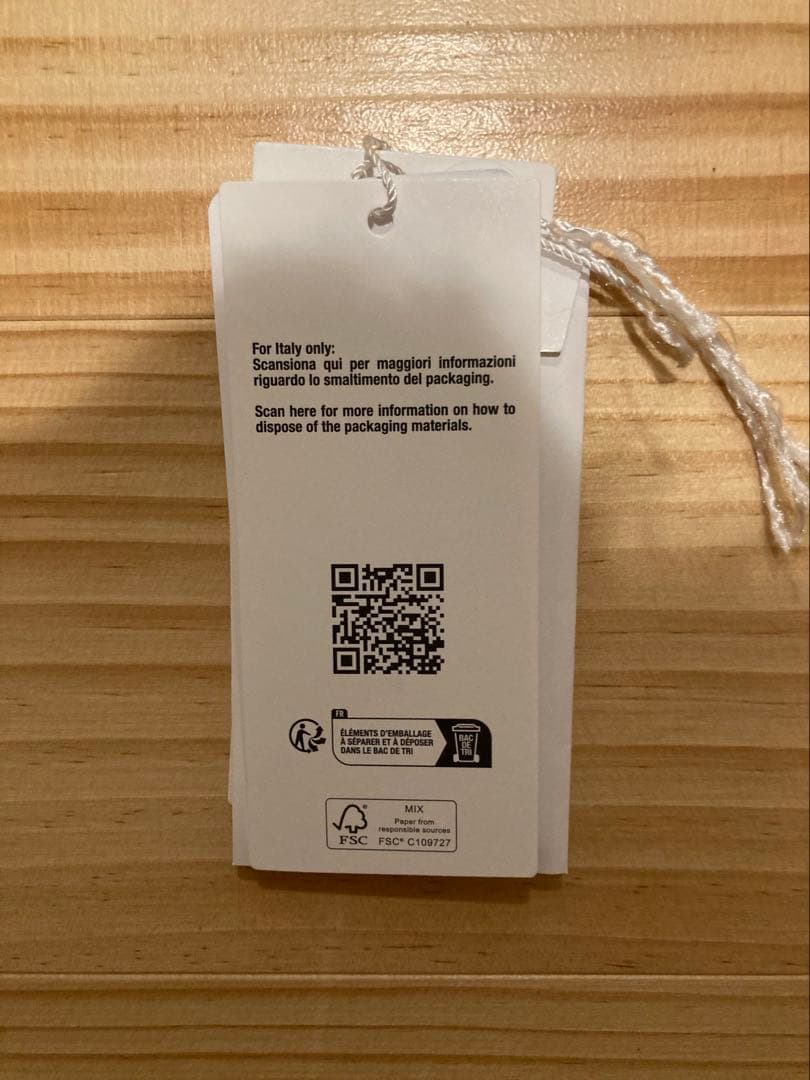 For Italy only:
Scansiona qui per maggiori informazioni
riguardo lo smaltimento del packaging.
Scan here for more information on how to
dispose of the packaging materials.
FR
ÉLÉMENTS D'EMBALLAGE
À SÉPARER ET À DÉPOSER
DANS LE BAC DE TRI
BAC
DE
TRI
MIX
Paper from
responsible sources
FSC® C109727
®
FSC